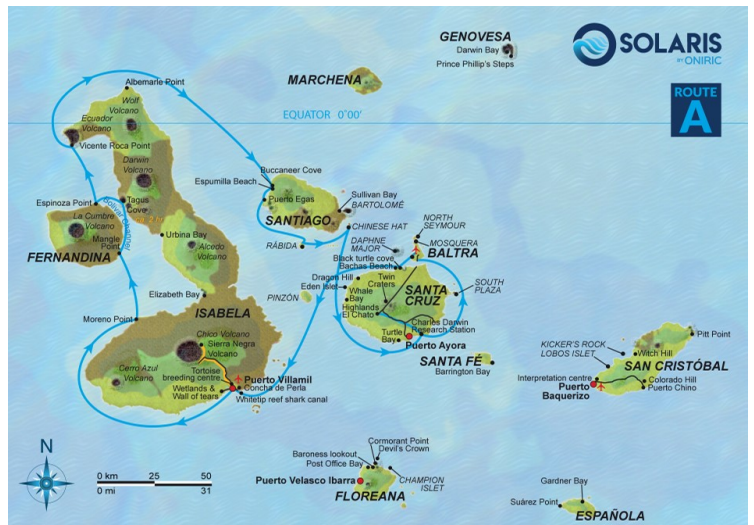 GENOVESA
Darwin Bay
Prince Phillip's Steps
SOLARIS
BY ONIRIC
ROUTE
A
MARCHENA
EQUATOR 0°00'
Albemarle Point
Wolf
Volcano
Ecuador
Volcano
Vicente Roca Point
Darwin
Volcano
Espinoza Point
Tagus
Cove
Bolivar Channel
La Cumbre
Volcano
Mangle
Point
FERNANDINA
Urbina Bay
Alcedo
Volcano
Elizabeth Bay
ISABELA
Moreno Point
Chico Volcano
Sierra Negra
Volcano
Cerro Azul
Volcano
Tortoise
breeding centre
Wetlands &
Wall of tears
Puerto Villamil
Concha de Perla
Whitetip reef shark canal
Buccaneer Cove
Espumilla Beach
Puerto Egas
SANTIAGO
Sullivan Bay
BARTOLOMÉ
CHINESE HAT
RÁBIDA
PINZÓN
NORTH
SEYMOUR
DAPHNE
MAJOR
MOSQUERA
BALTRA
Black turtle cove
Bachas Beach
Dragon Hill
Eden Islet
Twin
Craters
Whale
Bay
SANTA
CRUZ
Highlands
El Chato
SOUTH
PLAZA
Charles Darwin
Research Station
Turtle
Bay
Puerto Ayora
SANTA FÉ
Barrington Bay
Pitt Point
KICKER'S ROCK
LOBOS ISLET
Witch Hill
SAN CRISTÓBAL
Interpretation centre
Puerto
Baquerizo
Colorado Hill
Puerto Chino
N
0 km 25 50
0 mi 31
Cormorant Point
Devil's Crown
Baroness lookout
Post Office Bay
Puerto Velasco Ibarra
CHAMPION
ISLET
FLOREANA
Gardner Bay
Suárez Point
ESPAÑOLA